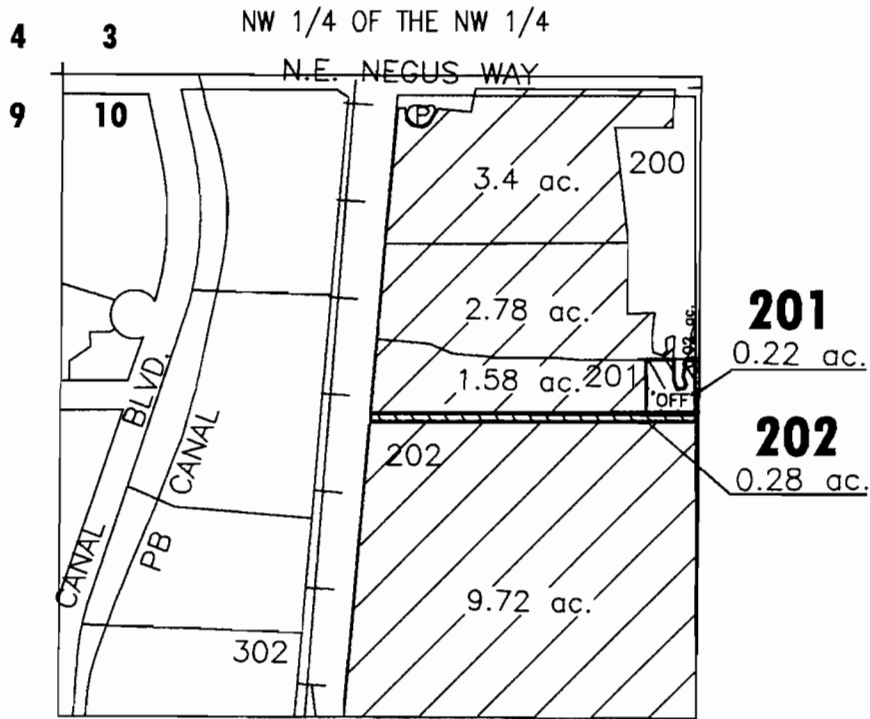 NW 1/4 OF THE NW 1/4
4 3
N.E. NEGUS WAY
9 10
P
200
3.4 ac.
2.78 ac.
201
0.22 ac.
1.58 ac.
201
"OFF"
202
0.28 ac.
202
CANAL BLVD.
PB CANAL
9.72 ac.
302